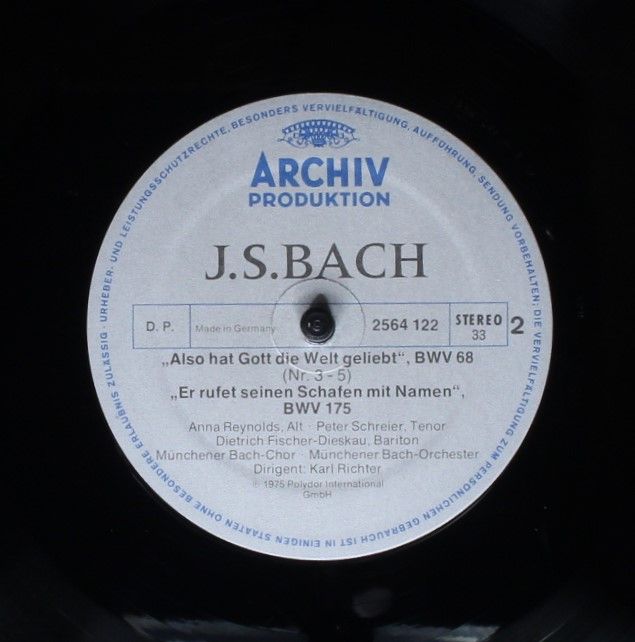 ARCHIV
PRODUKTION
J.S.BACH
D. P.
Made in Germany
2564 122
STEREO
33
2
„Also hat Gott die Welt geliebt“, BWV 68
(Nr. 3 - 5)
„Er rufet seinen Schafen mit Namen“,
BWV 175
Anna Reynolds, Alt · Peter Schreier, Tenor
Dietrich Fischer-Dieskau, Bariton
Münchener Bach-Chor · Münchener Bach-Orchester
Dirigent: Karl Richter
℗ 1975 Polydor International
GmbH
URHEBER- UND LEISTUNGSSCHUTZRECHTE, BESONDERS VERVIELFÄLTIGUNG, AUFFÜHRUNG, SENDUNG VORBEHALTEN; DIE VERVIELFÄLTIGUNG ZUM PERSÖNLICHEN GEBRAUCH IST IN EINIGEN STAATEN OHNE BESONDERE ERLAUBNIS ZULÄSSIG ·